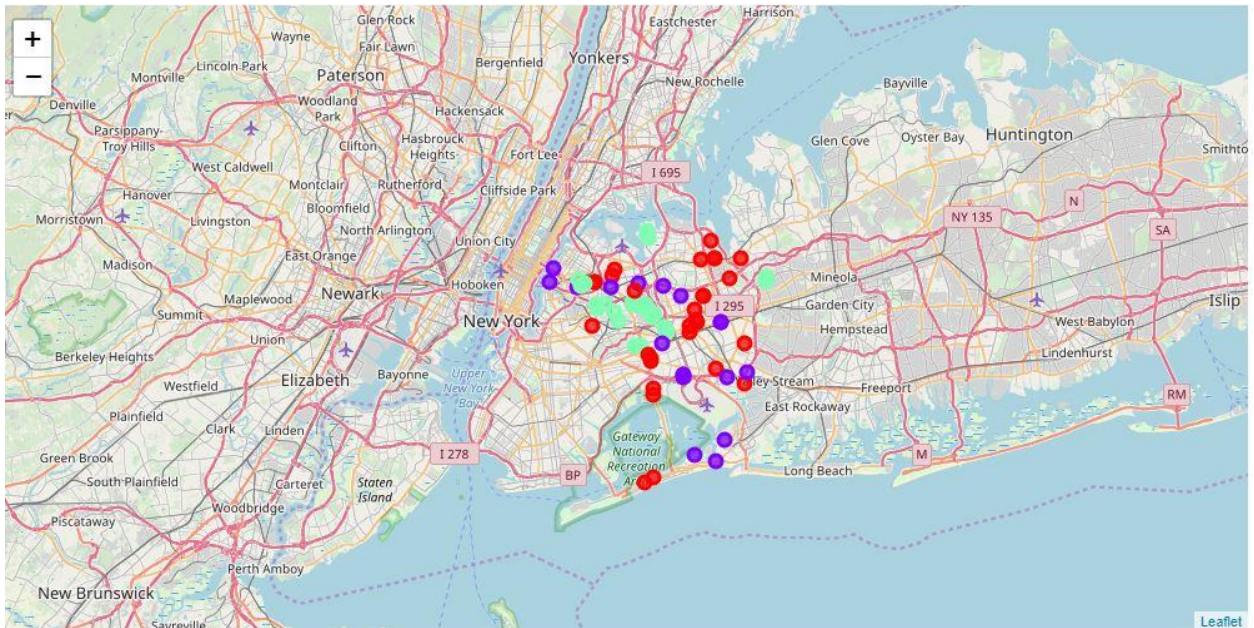 +
−
Glen Rock
Eastchester
Harrison
Wayne
Fair Lawn
Yonkers
Lincoln Park
Bergenfield
Montville
Paterson
New Rochelle
Bayville
Denville
Woodland
Park
Hackensack
Parsippany-
Troy Hills
Clifton
Hasbrouck
Heights
Glen Cove
Oyster Bay
Huntington
West Caldwell
Fort Lee
Smithto
Hanover
Montclair
Rutherford
Cliffside Park
I 695
Bloomfield
N
Morristown
Livingston
North Arlington
Union City
NY 135
SA
Madison
East Orange
Hoboken
Mineola
Chatham
Newark
Garden City
Summit
New York
I 295
Islip
Maplewood
Hempstead
West Babylon
Union
Berkeley Heights
Lindenhurst
Elizabeth
Bayonne
Upper
New York
Bay
ley Stream
Freeport
Westfield
RM
Plainfield
Clark
Linden
East Rockaway
Gateway
National
Recreation
Green Brook
I 278
M
South Plainfield
Carteret
Staten
Island
BP
Long Beach
Woodbridge
Piscataway
Perth Amboy
New Brunswick
Sayreville
Leaflet